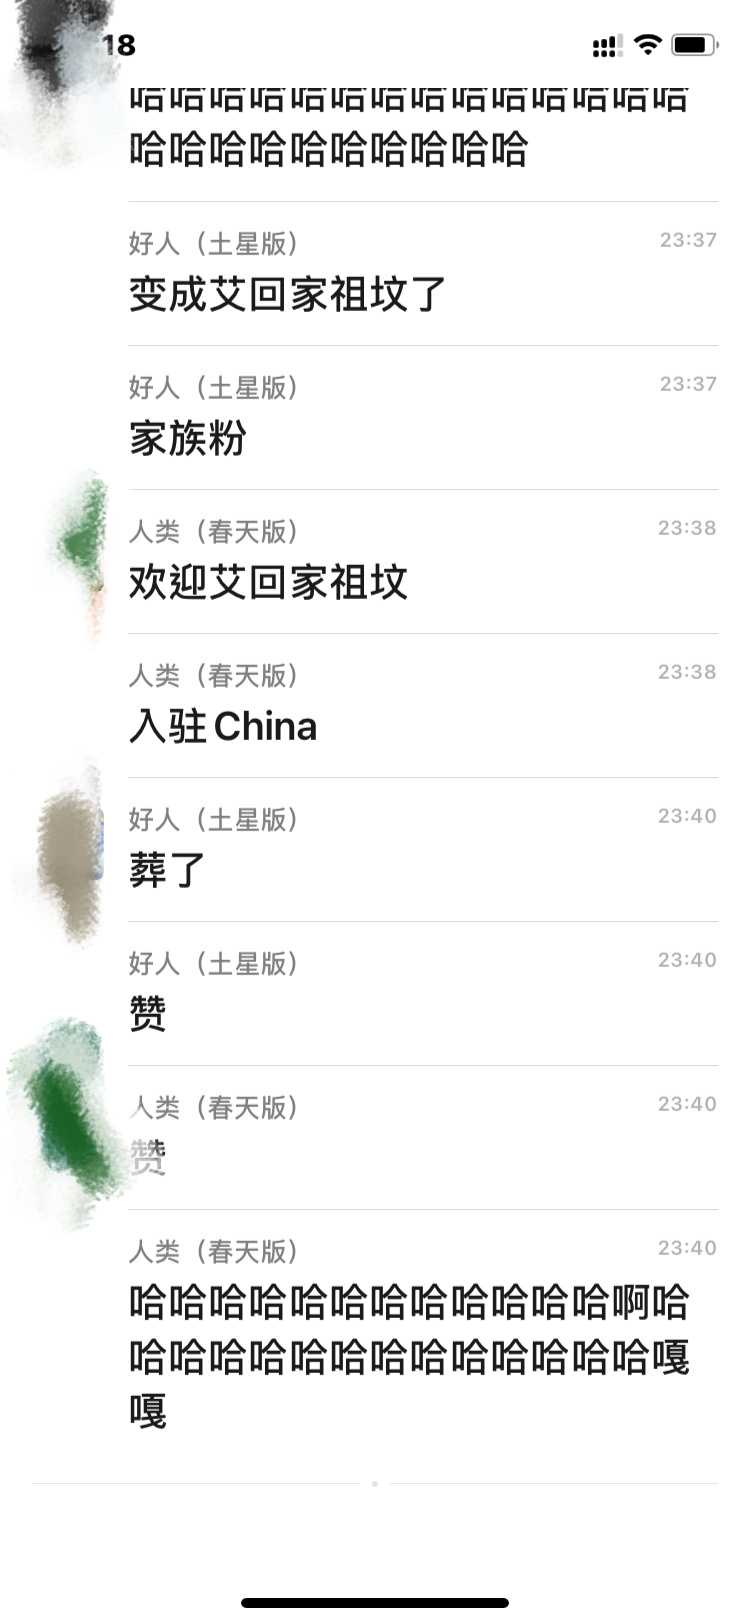 18
哈哈哈哈哈哈哈哈哈哈哈哈哈哈
哈哈哈哈哈哈哈哈哈哈
好人（土星版） 23:37
变成艾回家祖坟了
好人（土星版） 23:37
家族粉
人类（春天版） 23:38
欢迎艾回家祖坟
人类（春天版） 23:38
入驻China
好人（土星版） 23:40
葬了
好人（土星版） 23:40
赞
人类（春天版） 23:40
赞
人类（春天版） 23:40
哈哈哈哈哈哈哈哈哈哈哈哈啊哈
哈哈哈哈哈哈哈哈哈哈哈哈哈嘎
嘎